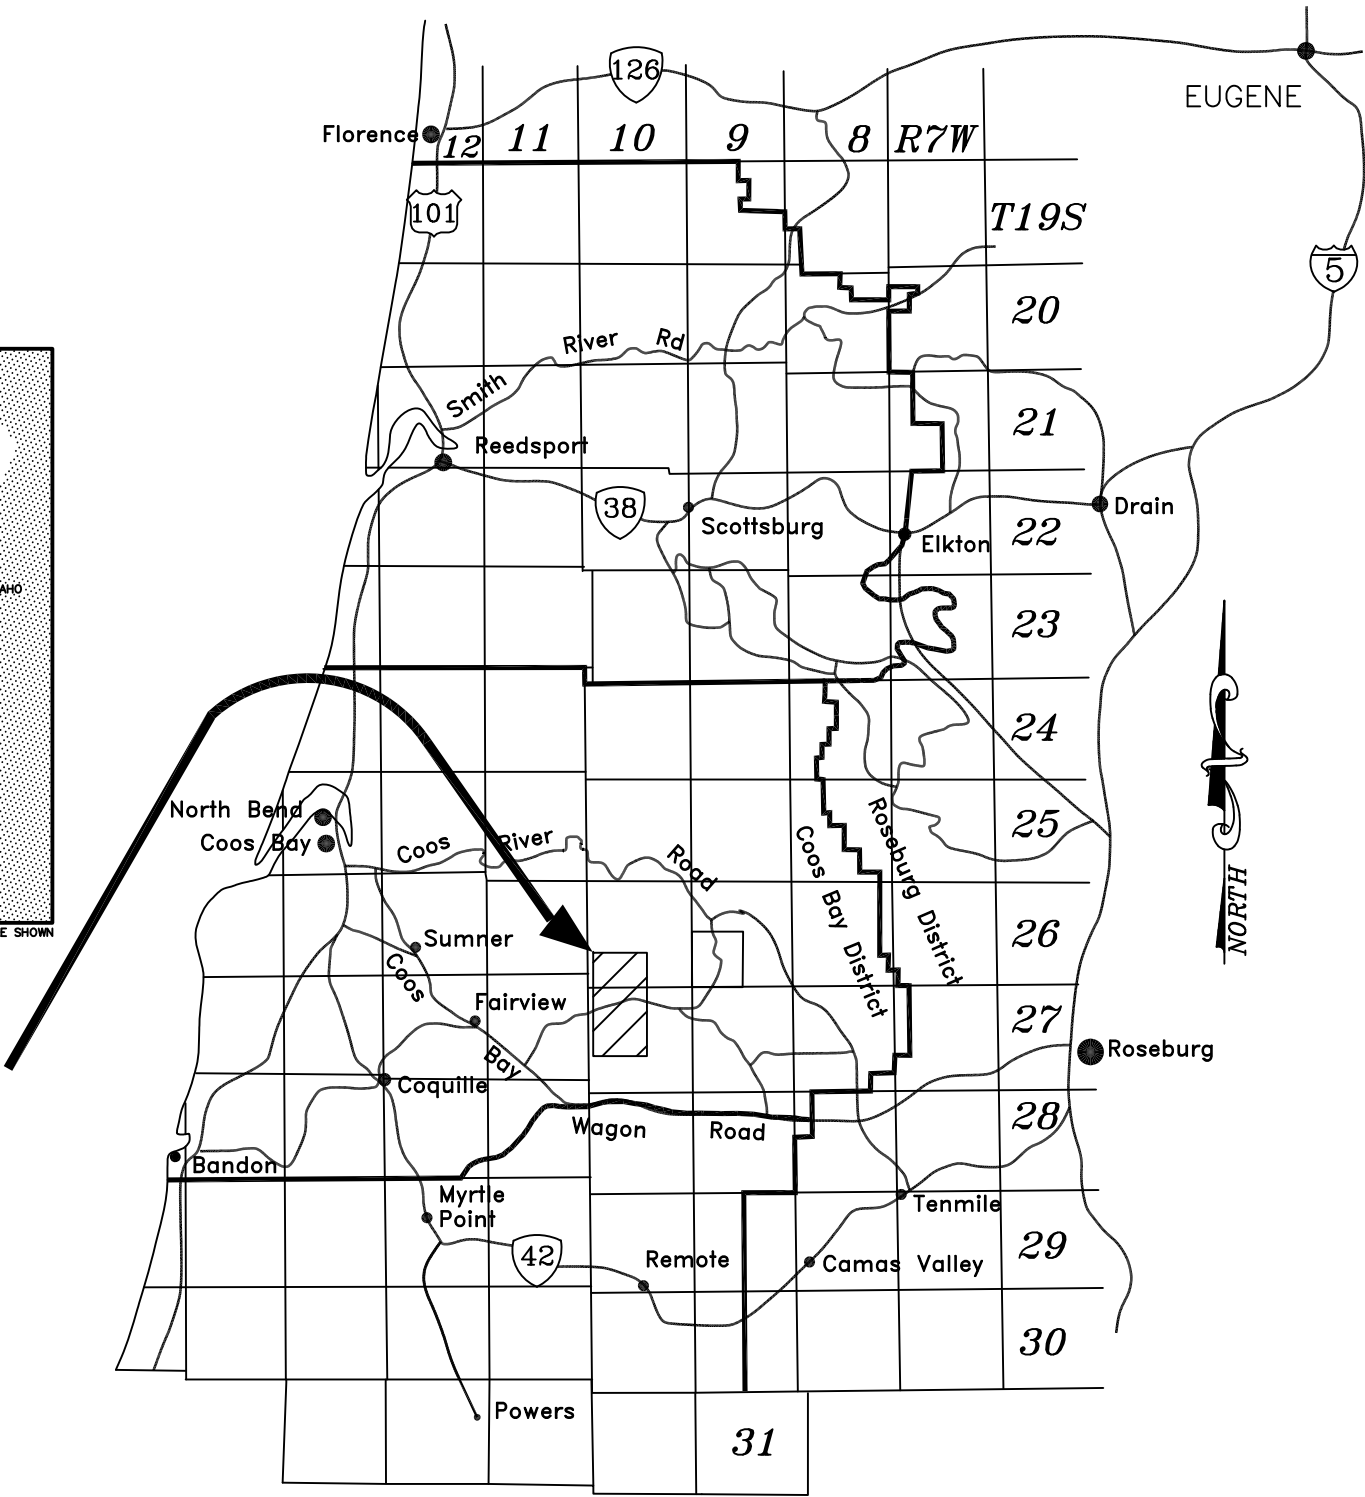 126
EUGENE
Florence
12
11
10
9
8
R7W
101
T19S
5
20
River Rd
Smith
21
Reedsport
38
Scottsburg
Drain
Elkton
22
AHO
23
24
North Bend
Coos Bay
Coos River Road
25
Coos Bay District
Roseburg District
26
NORTH
E SHOWN
Sumner
Coos
Fairview
27
Roseburg
Bay
Coquille
28
Wagon Road
Bandon
Myrtle
Point
Tenmile
29
42
Remote
Camas Valley
30
Powers
31